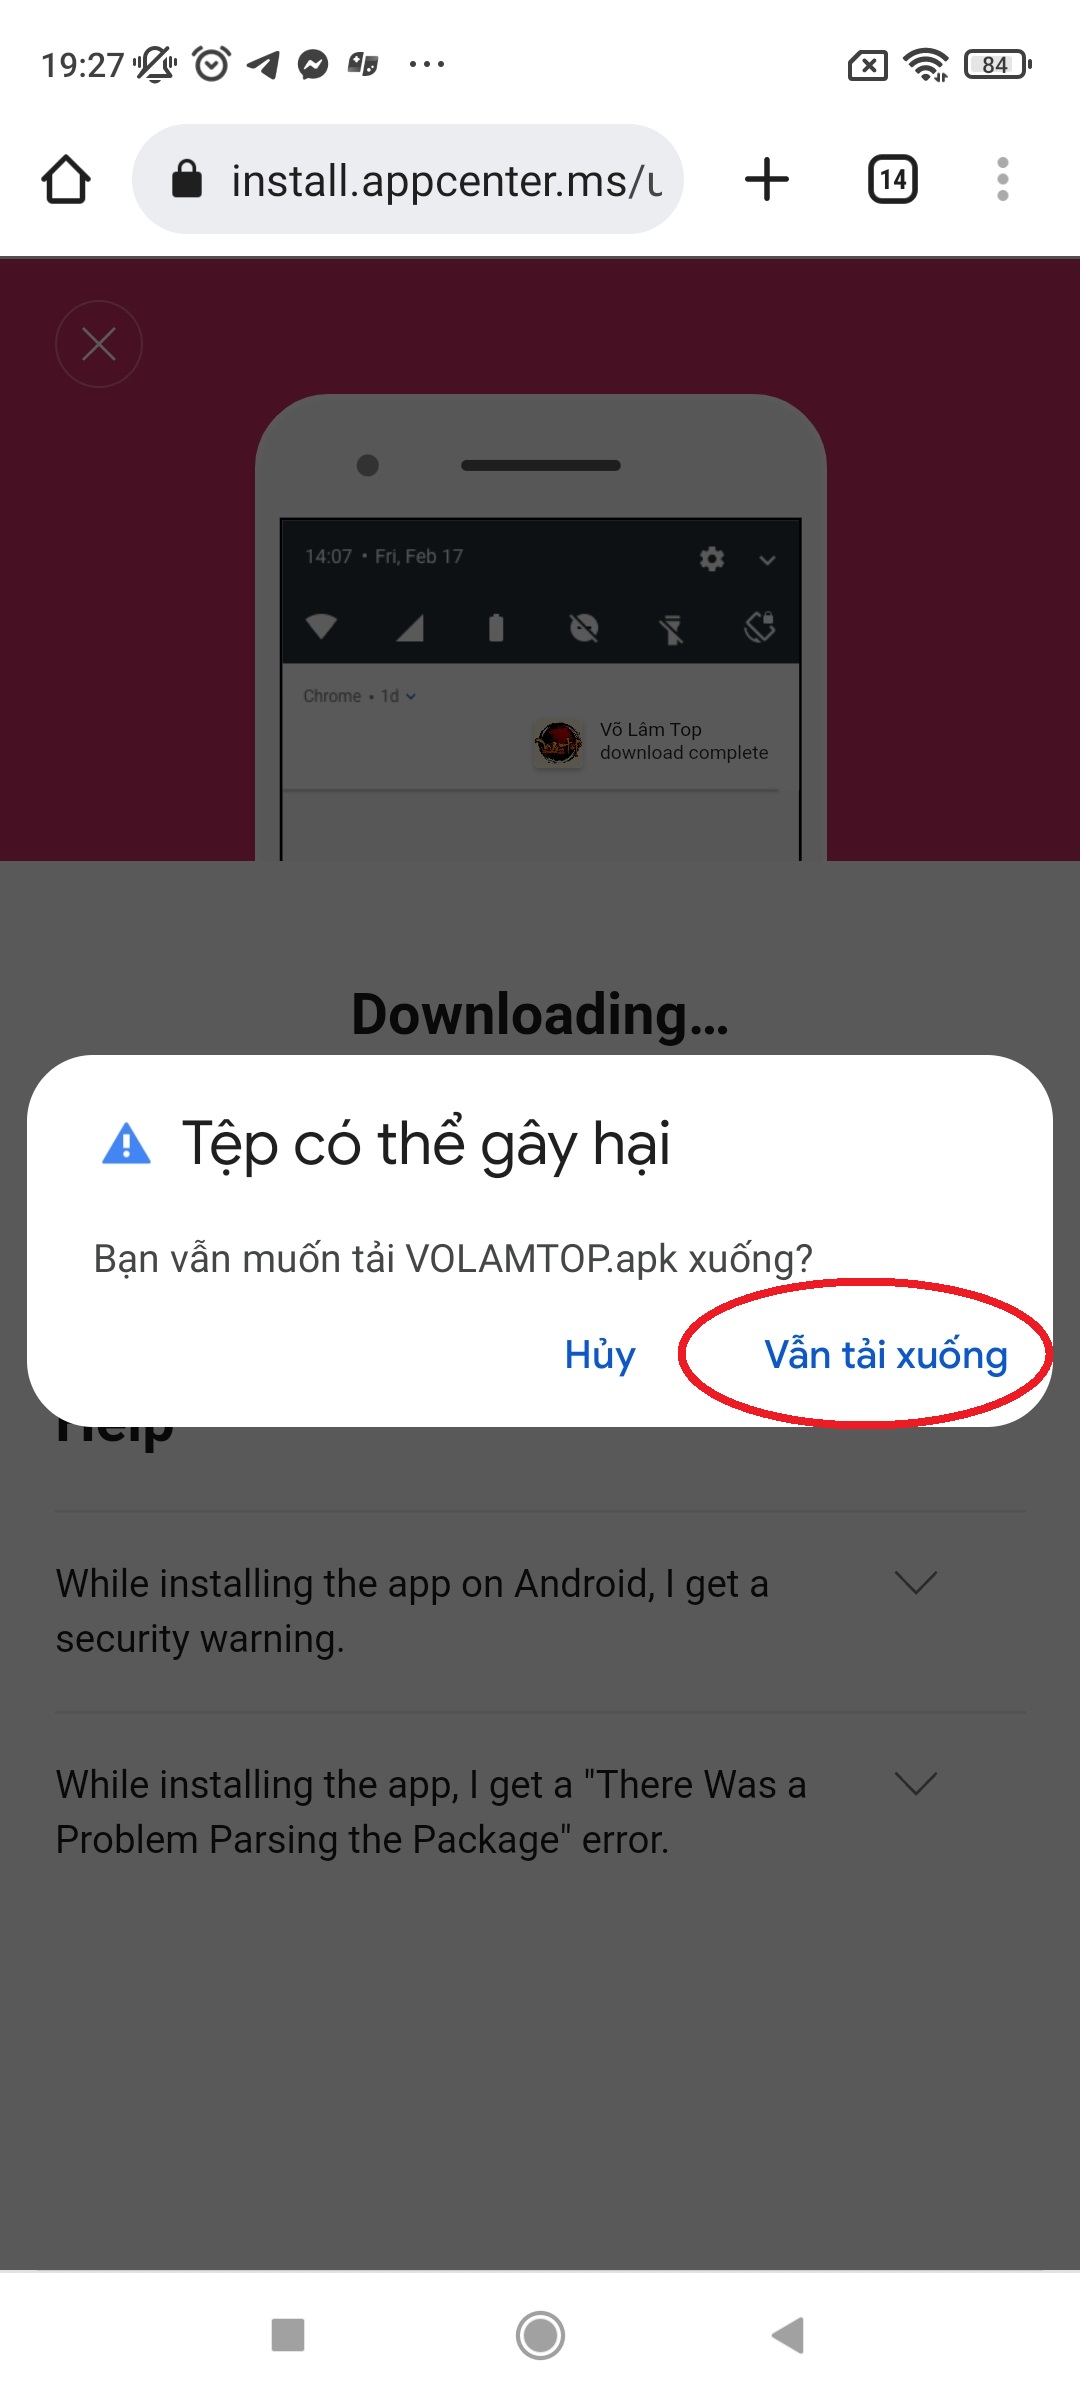 19:27
84
install.appcenter.ms/u
14
14:07 • Fri, Feb 17
Chrome • 1d
Võ Lâm Top
download complete
Downloading...
Tệp có thể gây hại
Bạn vẫn muốn tải VOLAMTOP.apk xuống?
Hủy
Vẫn tải xuống
Help
While installing the app on Android, I get a
security warning.
While installing the app, I get a "There Was a
Problem Parsing the Package" error.